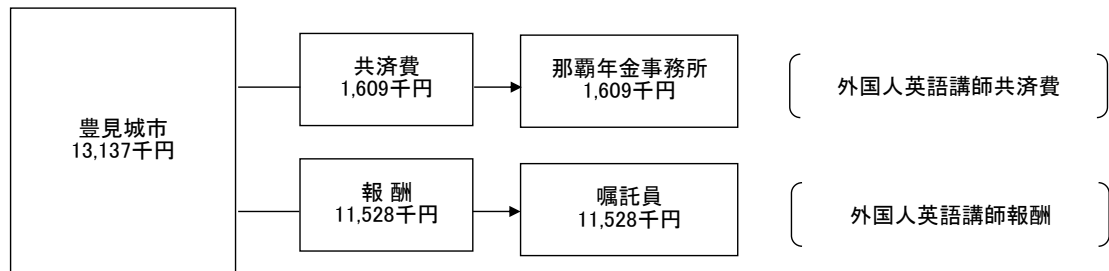 豊見城市
13,137千円
共済費
1,609千円
那覇年金事務所
1,609千円
外国人英語講師共済費
報 酬
11,528千円
嘱託員
11,528千円
外国人英語講師報酬